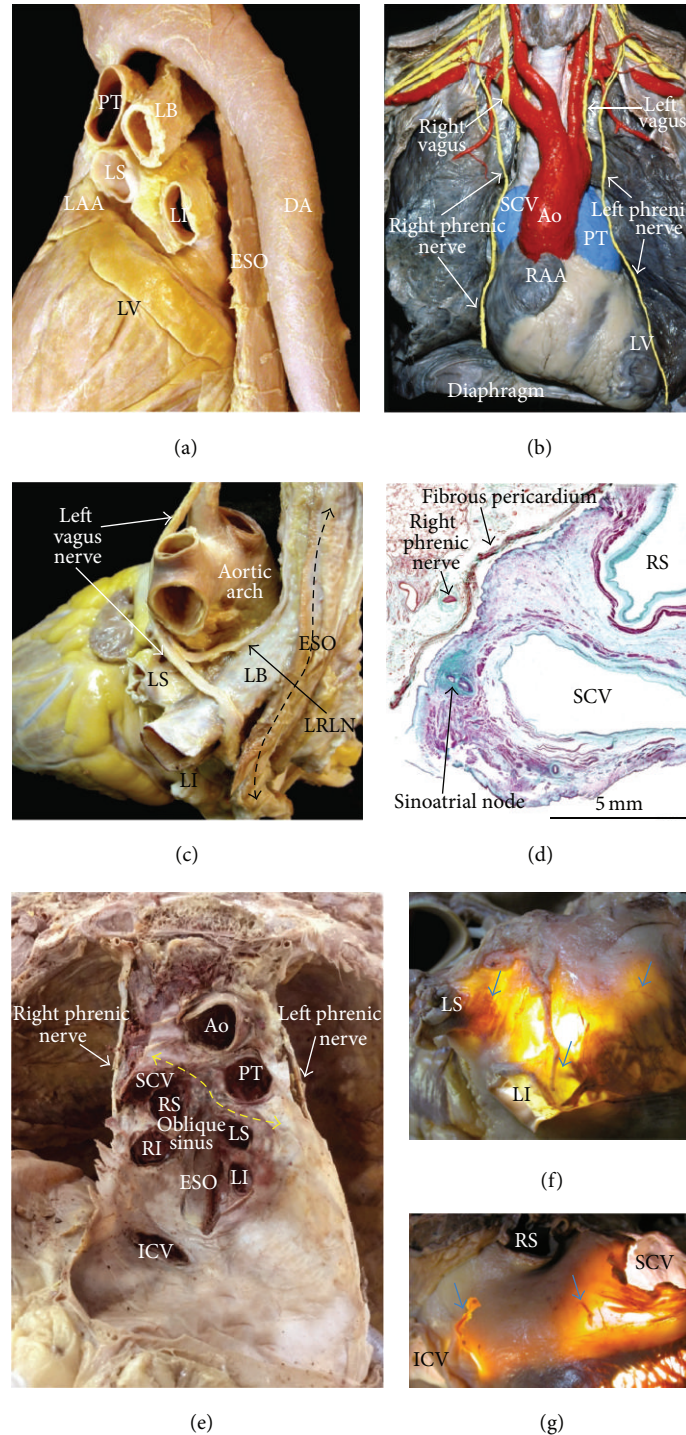 PT
LB
LS
LAA
LI
DA
ESO
LV
(a)
Right
vagus
Left
vagus
SCV
Ao
Right phrenic
nerve
Left phrenic
nerve
PT
RAA
LV
Diaphragm
(b)
Left
vagus
nerve
Aortic
arch
ESO
LS
LB
LRLN
LI
(c)
Fibrous pericardium
Right
phrenic
nerve
RS
SCV
Sinoatrial node
5 mm
(d)
Right phrenic
nerve
Ao
Left phrenic
nerve
SCV
PT
RS
Oblique
sinus
LS
RI
ESO
LI
ICV
(e)
LS
LI
(f)
RS
SCV
ICV
(g)